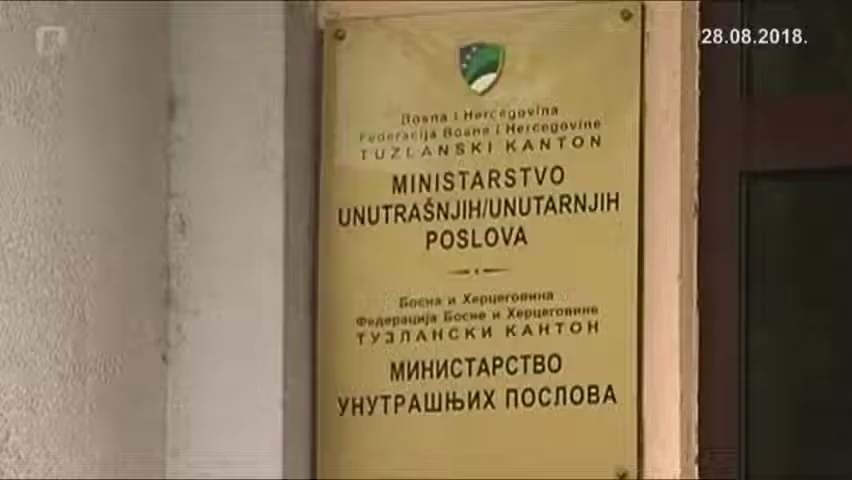 28.08.2018.
Bosna i Hercegovina
Federacija Bosne i Hercegovine
TUZLANSKI KANTON
MINISTARSTVO
UNUTRAŠNJIH/UNUTARNJIH
POSLOVA
Босна и Херцеговина
Федерација Босне и Херцеговине
ТУЗЛАНСКИ КАНТОН
МИНИСТАРСТВО
УНУТРАШЊИХ ПОСЛОВА